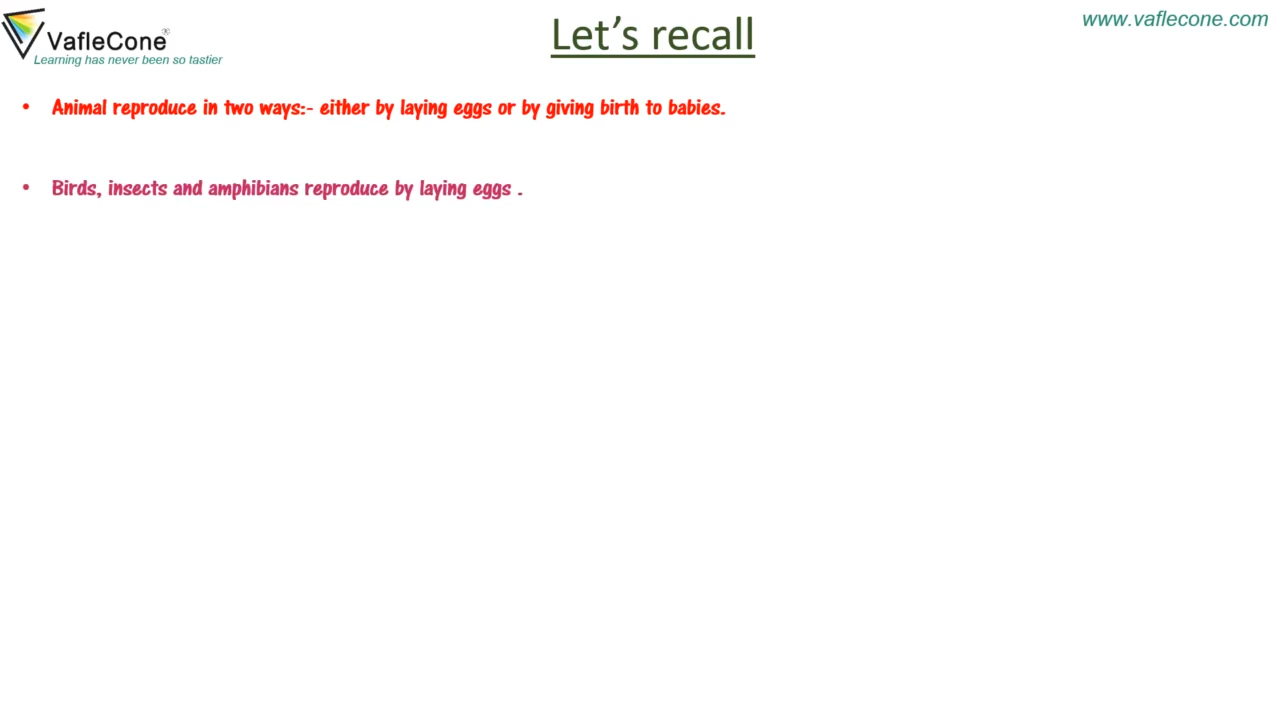 VafleCone®
Learning has never been so tastier
Let's recall
www.vaflecone.com
• Animal reproduce in two ways:- either by laying eggs or by giving birth to babies.
• Birds, insects and amphibians reproduce by laying eggs .